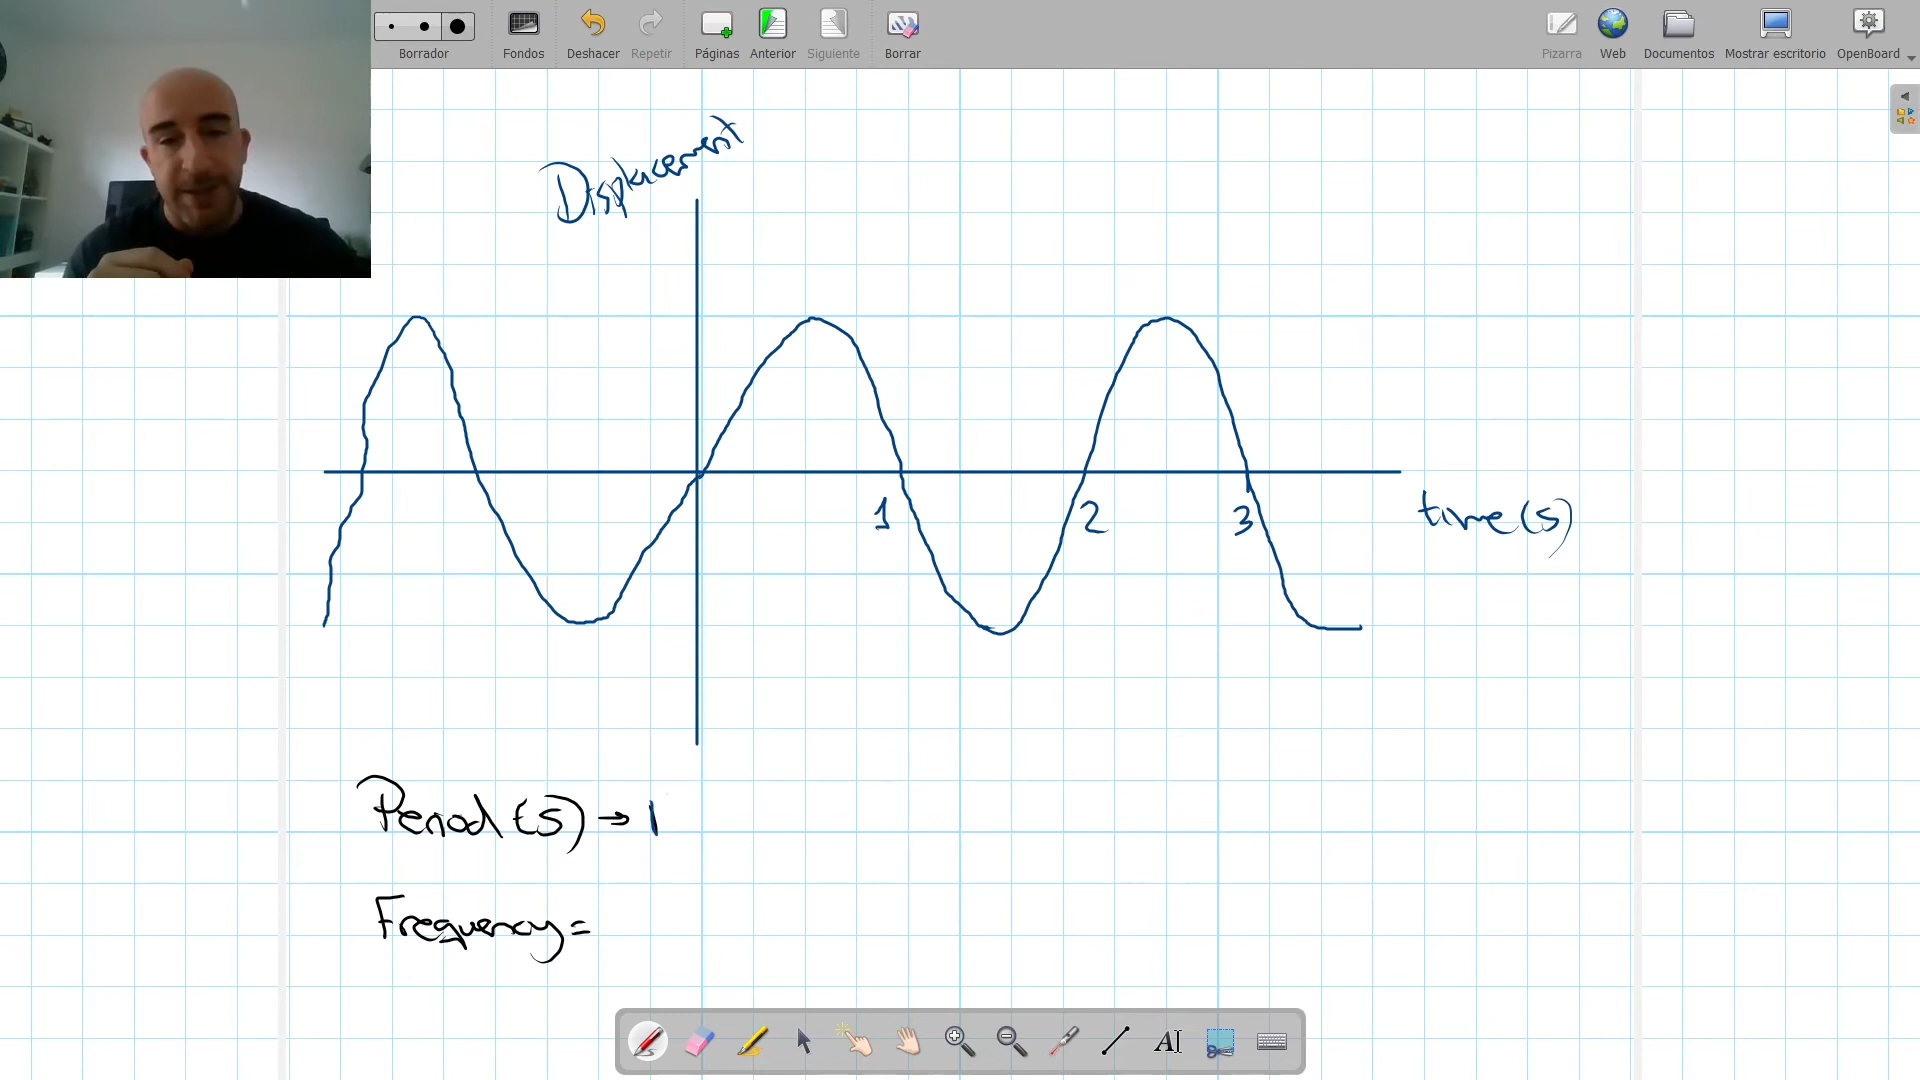 Borrador
Fondos
Deshacer
Repetir
Páginas
Anterior
Siguiente
Borrar
Pizarra
Web
Documentos
Mostrar escritorio
OpenBoard
Displacement
1
2
3
time(s)
Period (s) → 1
Frequency =